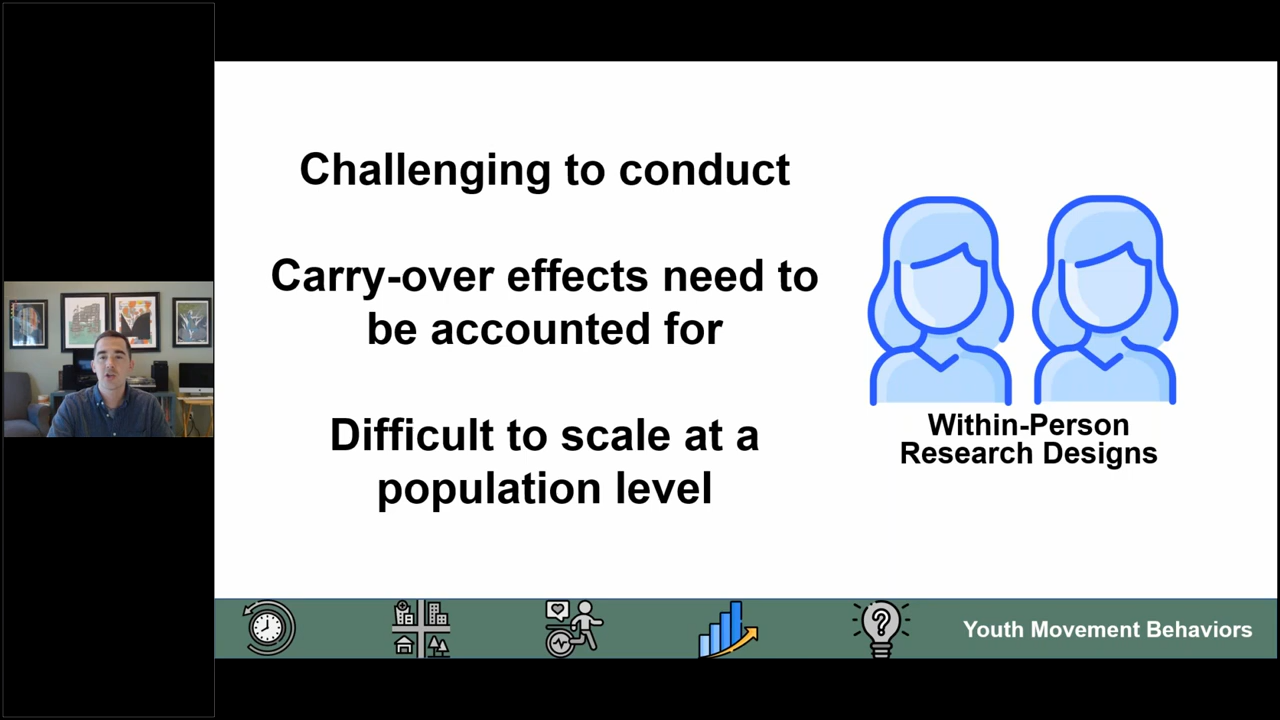 Challenging to conduct
Carry-over effects need to
be accounted for
Difficult to scale at a
population level
Within-Person
Research Designs
?
Youth Movement Behaviors